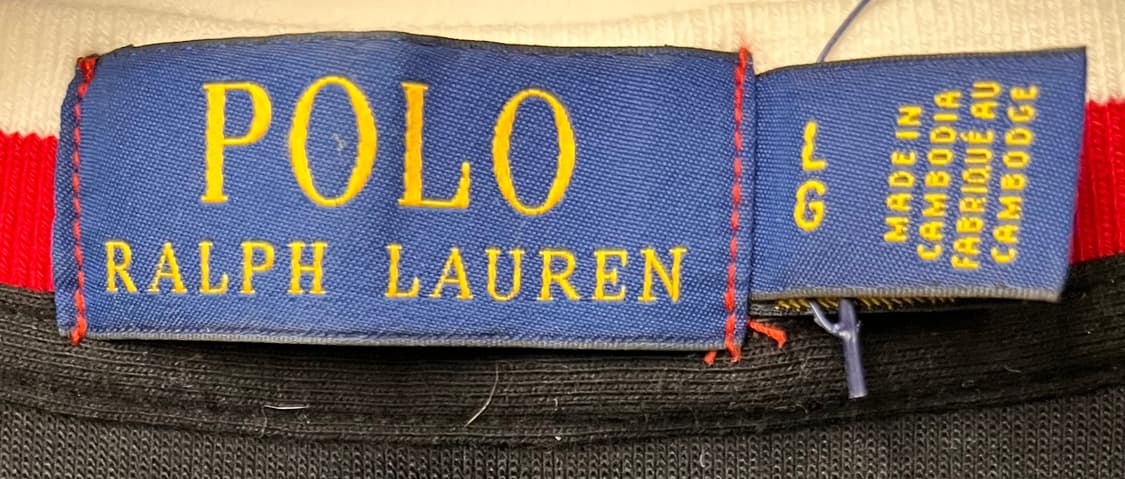 POLO
RALPH LAUREN
L
G
MADE IN
CAMBODIA
FABRIQUÉ AU
CAMBODGE